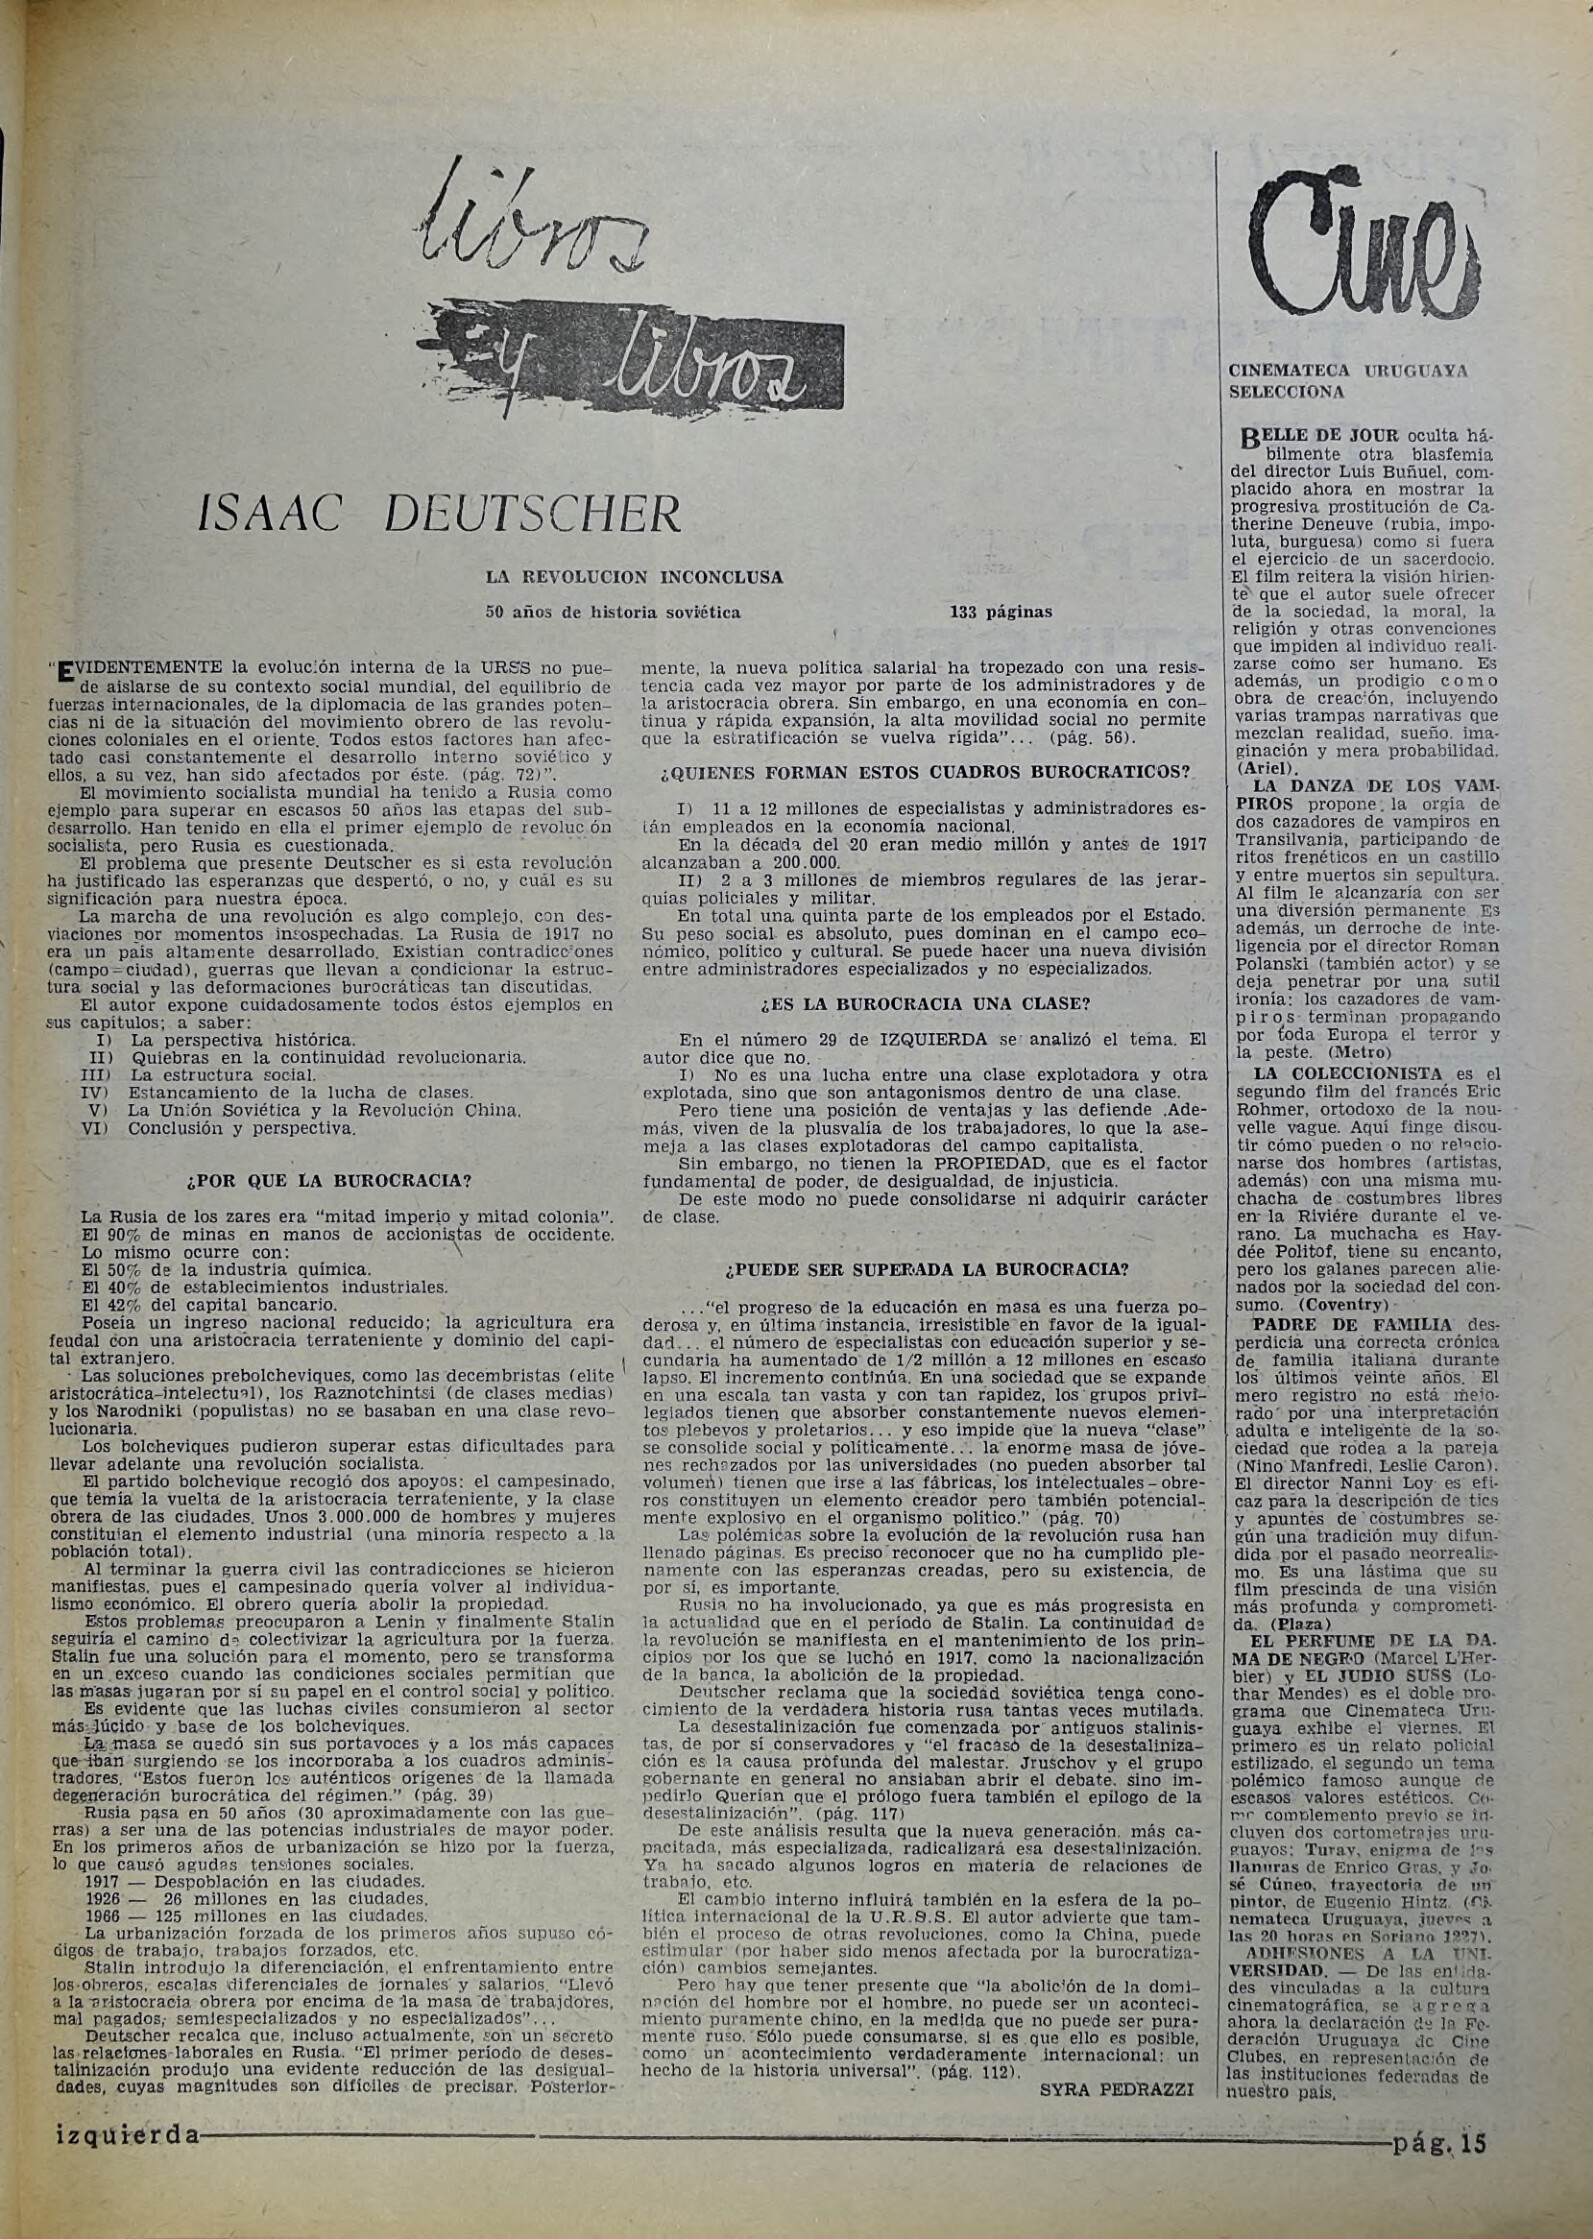 libros
y libros
ISAAC DEUTSCHER
LA REVOLUCION INCONCLUSA
50 años de historia soviética 133 páginas
"EVIDENTEMENTE la evolución interna de la URSS no pue-
de aislarse de su contexto social mundial, del equilibrio de
fuerzas internacionales, de la diplomacia de las grandes poten-
cias ni de la situación del movimiento obrero de las revolu-
ciones coloniales en el oriente. Todos estos factores han afec-
tado casi constantemente el desarrollo interno soviético y
ellos, a su vez, han sido afectados por éste. (pág. 72)".
El movimiento socialista mundial ha tenido a Rusia como
ejemplo para superar en escasos 50 años las etapas del sub-
desarrollo. Han tenido en ella el primer ejemplo de revolución
socialista, pero Rusia es cuestionada.
El problema que presente Deutscher es si esta revolución
ha justificado las esperanzas que despertó, o no, y cuál es su
significación para nuestra época.
La marcha de una revolución es algo complejo, con des-
viaciones por momentos insospechadas. La Rusia de 1917 no
era un país altamente desarrollado. Existían contradicciones
(campo=ciudad), guerras que llevan a condicionar la estruc-
tura social y las deformaciones burocráticas tan discutidas.
El autor expone cuidadosamente todos éstos ejemplos en
sus capítulos; a saber:
I) La perspectiva histórica.
II) Quiebras en la continuidad revolucionaria.
III) La estructura social.
IV) Estancamiento de la lucha de clases.
V) La Unión Soviética y la Revolución China.
VI) Conclusión y perspectiva.
¿POR QUE LA BUROCRACIA?
La Rusia de los zares era "mitad imperio y mitad colonia".
El 90% de minas en manos de accionistas de occidente.
Lo mismo ocurre con:
El 50% de la industria química.
El 40% de establecimientos industriales.
El 42% del capital bancario.
Poseía un ingreso nacional reducido; la agricultura era
feudal con una aristocracia terrateniente y dominio del capi-
tal extranjero.
Las soluciones prebolcheviques, como las decembristas (elite
aristocrática-intelectual), los Raznotchintsi (de clases medias)
y los Narodniki (populistas) no se basaban en una clase revo-
lucionaria.
Los bolcheviques pudieron superar estas dificultades para
llevar adelante una revolución socialista.
El partido bolchevique recogió dos apoyos: el campesinado,
que temía la vuelta de la aristocracia terrateniente, y la clase
obrera de las ciudades. Unos 3.000.000 de hombres y mujeres
constituían el elemento industrial (una minoría respecto a la
población total).
Al terminar la guerra civil las contradicciones se hicieron
manifiestas, pues el campesinado quería volver al individua-
lismo económico. El obrero quería abolir la propiedad.
Estos problemas preocuparon a Lenin y finalmente Stalin
seguiría el camino de colectivizar la agricultura por la fuerza.
Stalin fue una solución para el momento, pero se transforma
en un exceso cuando las condiciones sociales permitían que
las masas jugaran por sí su papel en el control social y político.
Es evidente que las luchas civiles consumieron al sector
más lúcido y base de los bolcheviques.
La masa se quedó sin sus portavoces y a los más capaces
que iban surgiendo se los incorporaba a los cuadros adminis-
tradores. "Estos fueron los auténticos orígenes de la llamada
degeneración burocrática del régimen." (pág. 39)
Rusia pasa en 50 años (30 aproximadamente con las gue-
rras) a ser una de las potencias industriales de mayor poder.
En los primeros años de urbanización se hizo por la fuerza,
lo que causó agudas tensiones sociales.
1917 — Despoblación en las ciudades.
1926 — 26 millones en las ciudades.
1966 — 125 millones en las ciudades.
La urbanización forzada de los primeros años supuso có-
digos de trabajo, trabajos forzados, etc.
Stalin introdujo la diferenciación, el enfrentamiento entre
los obreros, escalas diferenciales de jornales y salarios. "Llevó
a la aristocracia obrera por encima de la masa de trabajdores,
mal pagados, semiespecializados y no especializados"...
Deutscher recalca que, incluso actualmente, son un secreto
las relaciones laborales en Rusia. "El primer período de deses-
talinización produjo una evidente reducción de las desigual-
dades, cuyas magnitudes son difíciles de precisar. Posterior-
mente, la nueva política salarial ha tropezado con una resis-
tencia cada vez mayor por parte de los administradores y de
la aristocracia obrera. Sin embargo, en una economía en con-
tinua y rápida expansión, la alta movilidad social no permite
que la estratificación se vuelva rígida"... (pág. 56).
¿QUIENES FORMAN ESTOS CUADROS BUROCRATICOS?
I) 11 a 12 millones de especialistas y administradores es-
tán empleados en la economía nacional.
En la década del 20 eran medio millón y antes de 1917
alcanzaban a 200.000.
II) 2 a 3 millones de miembros regulares de las jerar-
quías policiales y militar.
En total una quinta parte de los empleados por el Estado.
Su peso social es absoluto, pues dominan en el campo eco-
nómico, político y cultural. Se puede hacer una nueva división
entre administradores especializados y no especializados.
¿ES LA BUROCRACIA UNA CLASE?
En el número 29 de IZQUIERDA se analizó el tema. El
autor dice que no.
I) No es una lucha entre una clase explotadora y otra
explotada, sino que son antagonismos dentro de una clase.
Pero tiene una posición de ventajas y las defiende .Ade-
más, viven de la plusvalía de los trabajadores, lo que la ase-
meja a las clases explotadoras del campo capitalista.
Sin embargo, no tienen la PROPIEDAD, que es el factor
fundamental de poder, de desigualdad, de injusticia.
De este modo no puede consolidarse ni adquirir carácter
de clase.
¿PUEDE SER SUPERADA LA BUROCRACIA?
..."el progreso de la educación en masa es una fuerza po-
derosa y, en última instancia, irresistible en favor de la igual-
dad... el número de especialistas con educación superior y se-
cundaria ha aumentado de 1/2 millón a 12 millones en escaso
lapso. El incremento continúa. En una sociedad que se expande
en una escala tan vasta y con tan rapidez, los grupos privi-
legiados tienen que absorber constantemente nuevos elemen-
tos plebeyos y proletarios... y eso impide que la nueva "clase"
se consolide social y políticamente... la enorme masa de jóve-
nes rechazados por las universidades (no pueden absorber tal
volumen) tienen que irse a las fábricas, los intelectuales-obre-
ros constituyen un elemento creador pero también potencial-
mente explosivo en el organismo político." (pág. 70)
Las polémicas sobre la evolución de la revolución rusa han
llenado páginas. Es preciso reconocer que no ha cumplido ple-
namente con las esperanzas creadas, pero su existencia, de
por sí, es importante.
Rusia no ha involucionado, ya que es más progresista en
la actualidad que en el período de Stalin. La continuidad de
la revolución se manifiesta en el mantenimiento de los prin-
cipios por los que se luchó en 1917, como la nacionalización
de la banca, la abolición de la propiedad.
Deutscher reclama que la sociedad soviética tenga cono-
cimiento de la verdadera historia rusa tantas veces mutilada.
La desestalinización fue comenzada por antiguos stalinis-
tas, de por sí conservadores y "el fracaso de la desestaliniza-
ción es la causa profunda del malestar. Jruschov y el grupo
gobernante en general no ansiaban abrir el debate, sino im-
pedirlo Querían que el prólogo fuera también el epílogo de la
desestalinización". (pág. 117)
De este análisis resulta que la nueva generación, más ca-
pacitada, más especializada, radicalizará esa desestalinización.
Ya ha sacado algunos logros en materia de relaciones de
trabajo, etc.
El cambio interno influirá también en la esfera de la po-
lítica internacional de la U.R.S.S. El autor advierte que tam-
bién el proceso de otras revoluciones, como la China, puede
estimular (por haber sido menos afectada por la burocratiza-
ción) cambios semejantes.
Pero hay que tener presente que "la abolición de la domi-
nación del hombre por el hombre, no puede ser un aconteci-
miento puramente chino, en la medida que no puede ser pura-
mente ruso. Sólo puede consumarse, si es que ello es posible,
como un acontecimiento verdaderamente internacional: un
hecho de la historia universal". (pág. 112).
SYRA PEDRAZZI
Cine
CINEMATECA URUGUAYA
SELECCIONA
BELLE DE JOUR oculta há-
bilmente otra blasfemia
del director Luis Buñuel, com-
placido ahora en mostrar la
progresiva prostitución de Ca-
therine Deneuve (rubia, impo-
luta, burguesa) como si fuera
el ejercicio de un sacerdocio.
El film reitera la visión hirien-
te que el autor suele ofrecer
de la sociedad, la moral, la
religión y otras convenciones
que impiden al individuo reali-
zarse como ser humano. Es
además, un prodigio como
obra de creación, incluyendo
varias trampas narrativas que
mezclan realidad, sueño, ima-
ginación y mera probabilidad.
(Ariel).
LA DANZA DE LOS VAM-
PIROS propone: la orgía de
dos cazadores de vampiros en
Transilvania, participando de
ritos frenéticos en un castillo
y entre muertos sin sepultura.
Al film le alcanzaría con ser
una diversión permanente. Es
además, un derroche de inte-
ligencia por el director Roman
Polanski (también actor) y se
deja penetrar por una sutil
ironía: los cazadores de vam-
piros terminan propagando
por toda Europa el terror y
la peste. (Metro)
LA COLECCIONISTA es el
segundo film del francés Eric
Rohmer, ortodoxo de la nou-
velle vague. Aquí finge discu-
tir cómo pueden o no relacio-
narse dos hombres (artistas,
además) con una misma mu-
chacha de costumbres libres
en la Riviére durante el ve-
rano. La muchacha es Hay-
dée Politof, tiene su encanto,
pero los galanes parecen alie-
nados por la sociedad del con-
sumo. (Coventry)
PADRE DE FAMILIA des-
perdicia una correcta crónica
de familia italiana durante
los últimos veinte años. El
mero registro no está mejo-
rado por una interpretación
adulta e inteligente de la so-
ciedad que rodea a la pareja
(Nino Manfredi, Leslie Caron).
El director Nanni Loy es efi-
caz para la descripción de tics
y apuntes de costumbres se-
gún una tradición muy difun-
dida por el pasado neorrealis-
mo. Es una lástima que su
film prescinda de una visión
más profunda y comprometi-
da. (Plaza)
EL PERFUME DE LA DA-
MA DE NEGRO (Marcel L'Her-
bier) y EL JUDIO SUSS (Lo-
thar Mendes) es el doble pro-
grama que Cinemateca Uru-
guaya exhibe el viernes. El
primero es un relato policial
estilizado, el segundo un tema
polémico famoso aunque de
escasos valores estéticos. Co-
mo complemento previo se in-
cluyen dos cortometrajes uru-
guayos: Turay, enigma de las
llanuras de Enrico Gras, y Jo-
sé Cúneo, trayectoria de un
pintor, de Eugenio Hintz. (Ci-
nemateca Uruguaya, jueves a
las 20 horas en Soriano 1227).
ADHESIONES A LA UNI-
VERSIDAD. — De las entida-
des vinculadas a la cultura
cinematográfica, se agrega
ahora la declaración de la Fe-
deración Uruguaya de Cine
Clubes, en representación de
las instituciones federadas de
nuestro país.
izquierda
pág. 15